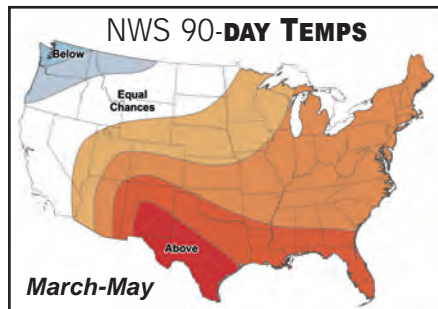 NWS 90-DAY TEMPS
Below
Equal
Chances
Above
March-May